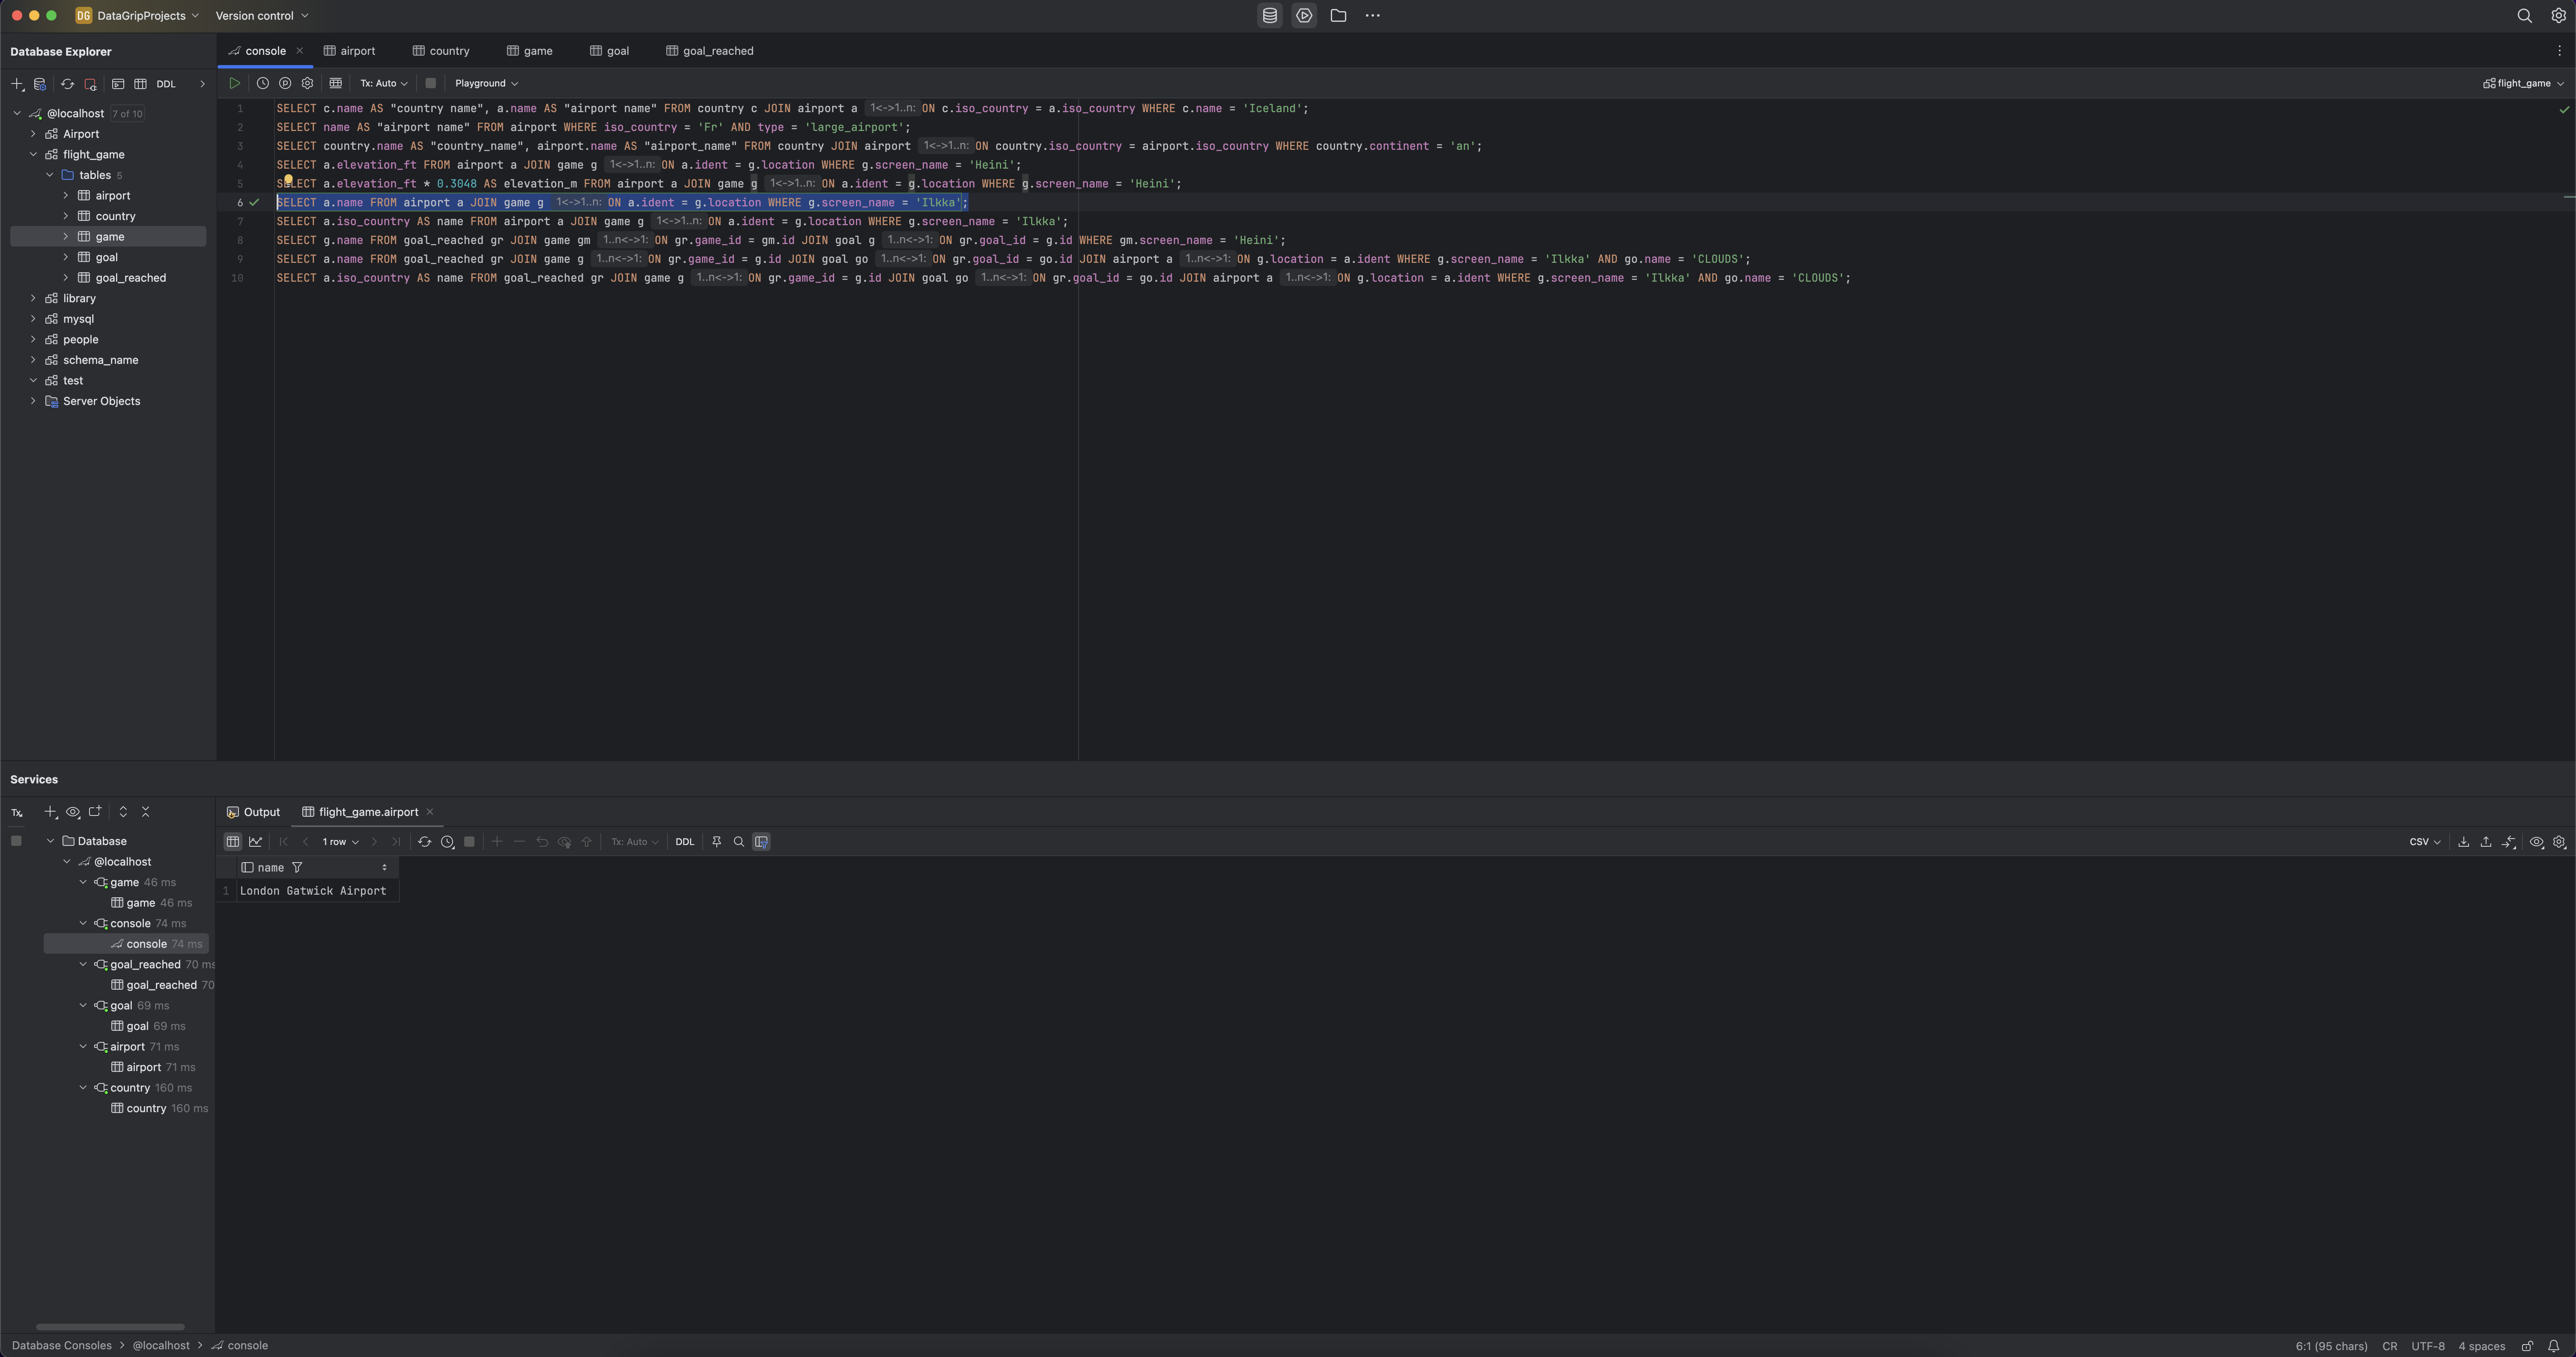 DG DataGripProjects Version control
Database Explorer
console airport country game goal goal_reached
DDL
Tx: Auto Playground flight_game
@localhost 7 of 10
Airport
flight_game
tables 5
airport
country
game
goal
goal_reached
library
mysql
people
schema_name
test
Server Objects
1 SELECT c.name AS "country name", a.name AS "airport name" FROM country c JOIN airport a 1<->1..n: ON c.iso_country = a.iso_country WHERE c.name = 'Iceland';
2 SELECT name AS "airport name" FROM airport WHERE iso_country = 'Fr' AND type = 'large_airport';
3 SELECT country.name AS "country_name", airport.name AS "airport_name" FROM country JOIN airport 1<->1..n: ON country.iso_country = airport.iso_country WHERE country.continent = 'an';
4 SELECT a.elevation_ft FROM airport a JOIN game g 1<->1..n: ON a.ident = g.location WHERE g.screen_name = 'Heini';
5 SELECT a.elevation_ft * 0.3048 AS elevation_m FROM airport a JOIN game g 1<->1..n: ON a.ident = g.location WHERE g.screen_name = 'Heini';
6 SELECT a.name FROM airport a JOIN game g 1<->1..n: ON a.ident = g.location WHERE g.screen_name = 'Ilkka';
7 SELECT a.iso_country AS name FROM airport a JOIN game g 1<->1..n: ON a.ident = g.location WHERE g.screen_name = 'Ilkka';
8 SELECT g.name FROM goal_reached gr JOIN game gm 1..n<->1: ON gr.game_id = gm.id JOIN goal g 1..n<->1: ON gr.goal_id = g.id WHERE gm.screen_name = 'Heini';
9 SELECT a.name FROM goal_reached gr JOIN game g 1..n<->1: ON gr.game_id = g.id JOIN goal go 1..n<->1: ON gr.goal_id = go.id JOIN airport a 1..n<->1: ON g.location = a.ident WHERE g.screen_name = 'Ilkka' AND go.name = 'CLOUDS';
10 SELECT a.iso_country AS name FROM goal_reached gr JOIN game g 1..n<->1: ON gr.game_id = g.id JOIN goal go 1..n<->1: ON gr.goal_id = go.id JOIN airport a 1..n<->1: ON g.location = a.ident WHERE g.screen_name = 'Ilkka' AND go.name = 'CLOUDS';
Services
Tx
Database
@localhost
game 46 ms
game 46 ms
console 74 ms
console 74 ms
goal_reached 70 ms
goal_reached 70
goal 69 ms
goal 69 ms
airport 71 ms
airport 71 ms
country 160 ms
country 160 ms
Output flight_game.airport
1 row Tx: Auto DDL CSV
name
1 London Gatwick Airport
Database Consoles > @localhost > console
6:1 (95 chars) CR UTF-8 4 spaces